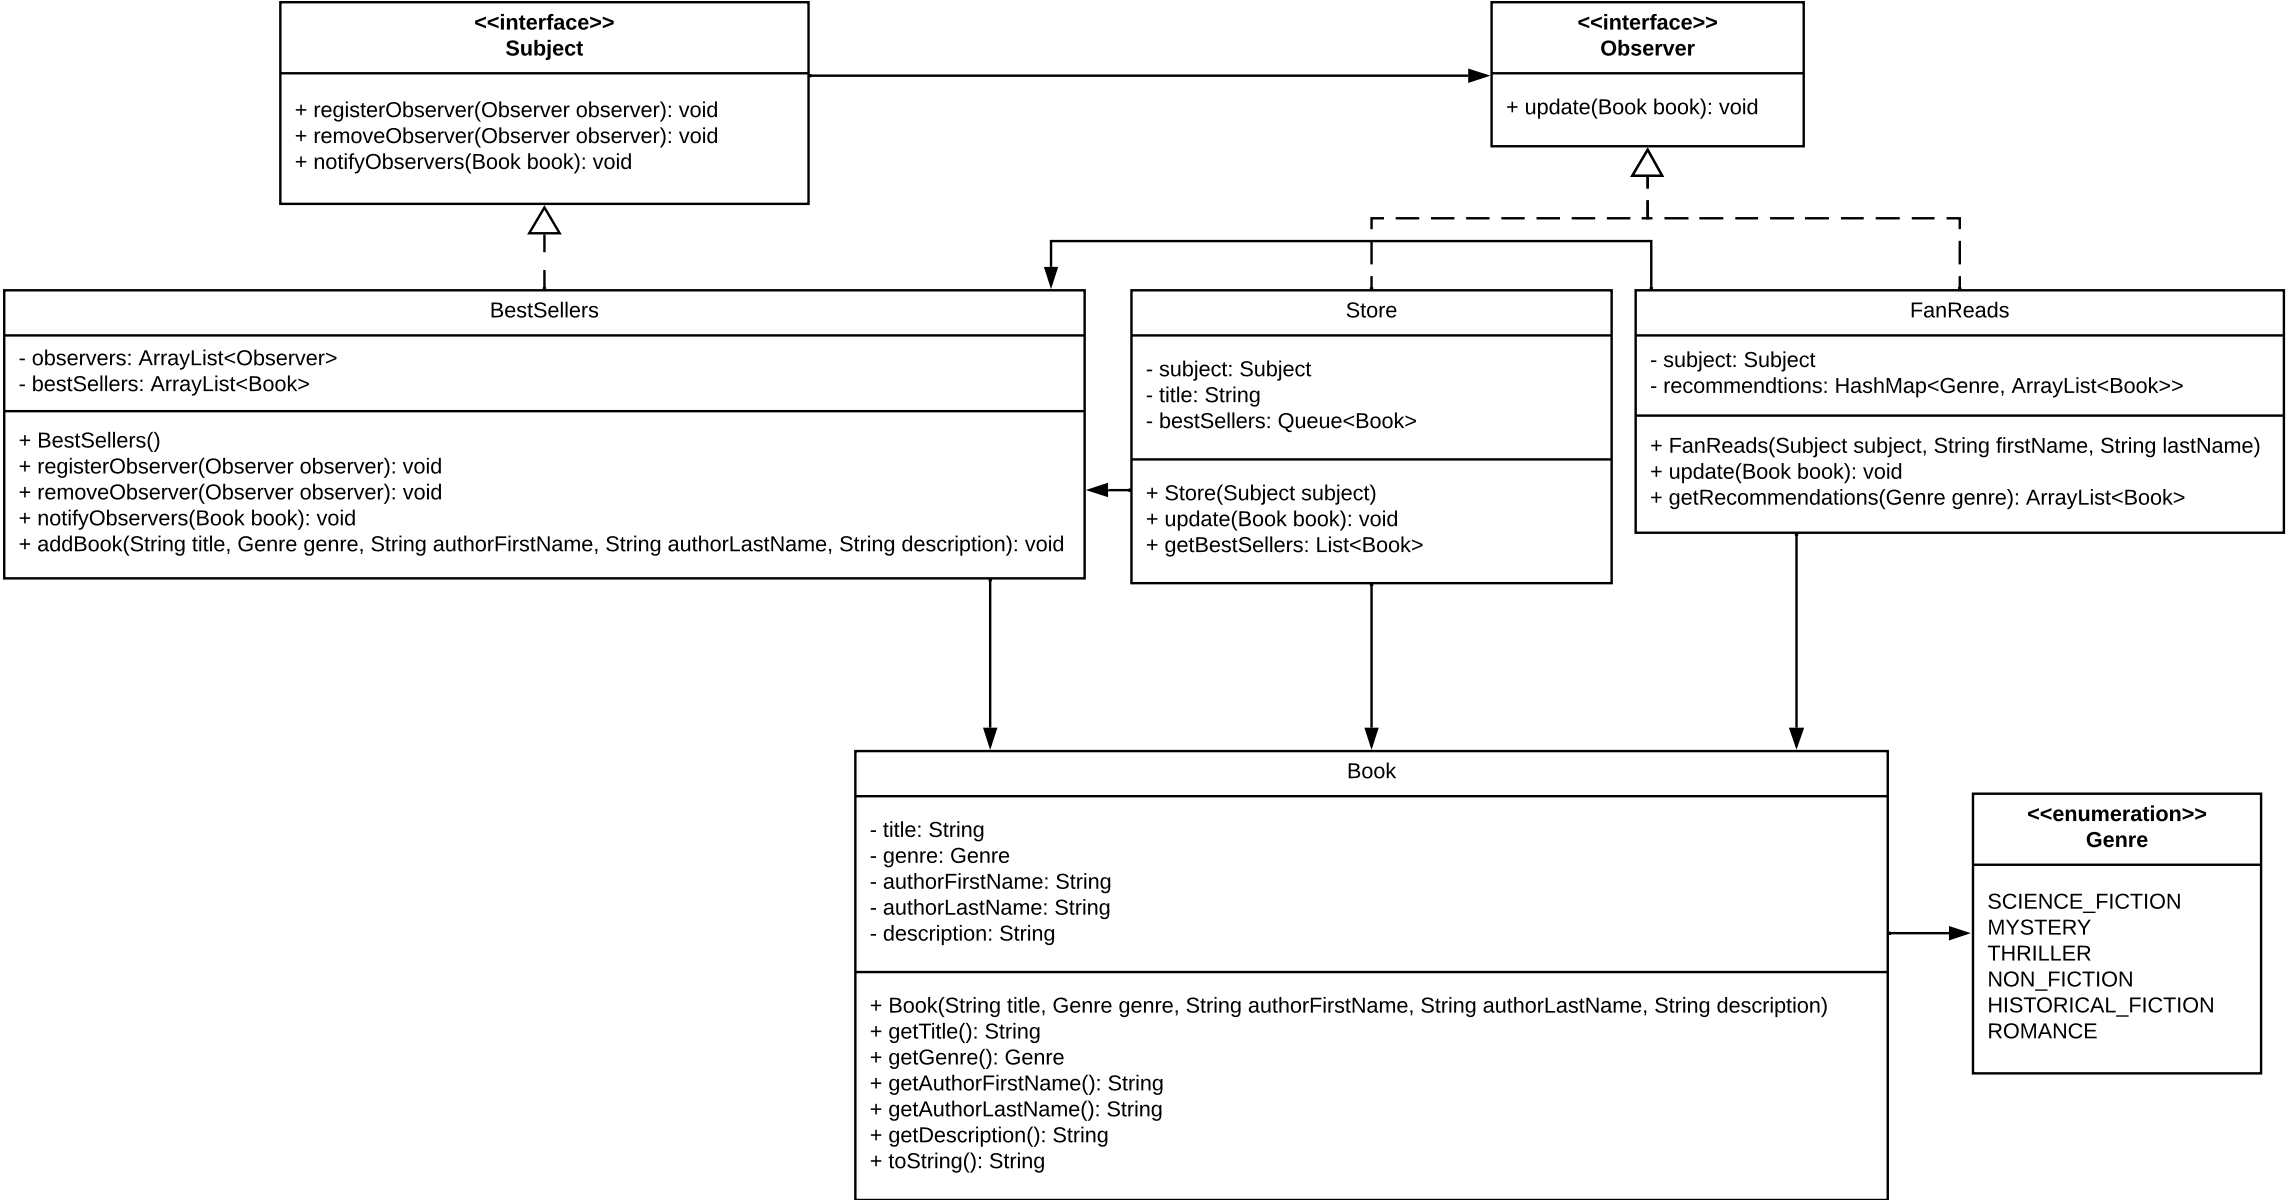 <<interface>>
Subject
+ registerObserver(Observer observer): void
+ removeObserver(Observer observer): void
+ notifyObservers(Book book): void
<<interface>>
Observer
+ update(Book book): void
BestSellers
- observers: ArrayList<Observer>
- bestSellers: ArrayList<Book>
+ BestSellers()
+ registerObserver(Observer observer): void
+ removeObserver(Observer observer): void
+ notifyObservers(Book book): void
+ addBook(String title, Genre genre, String authorFirstName, String authorLastName, String description): void
Store
- subject: Subject
- title: String
- bestSellers: Queue<Book>
+ Store(Subject subject)
+ update(Book book): void
+ getBestSellers: List<Book>
FanReads
- subject: Subject
- recommendtions: HashMap<Genre, ArrayList<Book>>
+ FanReads(Subject subject, String firstName, String lastName)
+ update(Book book): void
+ getRecommendations(Genre genre): ArrayList<Book>
Book
- title: String
- genre: Genre
- authorFirstName: String
- authorLastName: String
- description: String
+ Book(String title, Genre genre, String authorFirstName, String authorLastName, String description)
+ getTitle(): String
+ getGenre(): Genre
+ getAuthorFirstName(): String
+ getAuthorLastName(): String
+ getDescription(): String
+ toString(): String
<<enumeration>>
Genre
SCIENCE_FICTION
MYSTERY
THRILLER
NON_FICTION
HISTORICAL_FICTION
ROMANCE